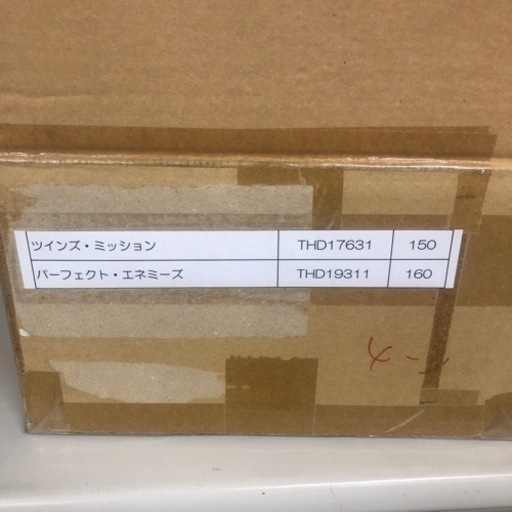 ツインズ・ミッション THD17631 150
パーフェクト・エネミーズ THD19311 160